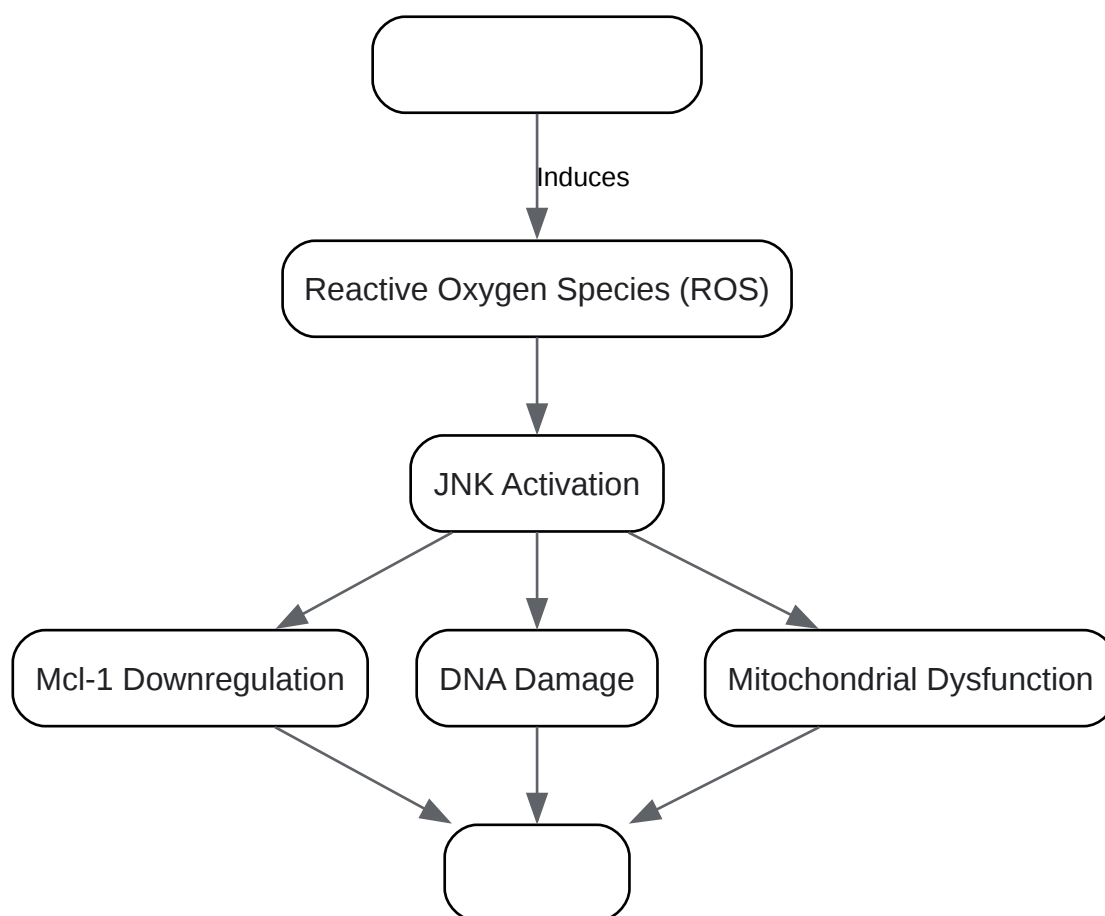 Induces
Reactive Oxygen Species (ROS)
JNK Activation
Mcl-1 Downregulation
DNA Damage
Mitochondrial Dysfunction